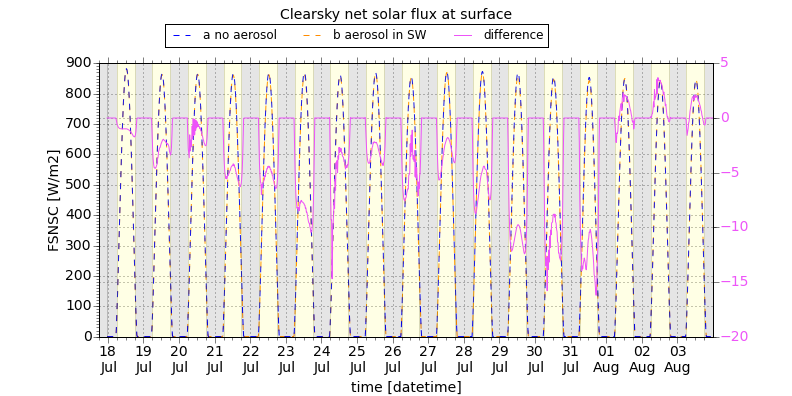 Clearsky net solar flux at surface
a no aerosol b aerosol in SW difference
900
800
700
600
500
400
300
200
100
0
FSNSC [W/m2]
5
0
−5
−10
−15
−20
18 19 20 21 22 23 24 25 26 27 28 29 30 31 01 02 03
Jul Jul Jul Jul Jul Jul Jul Jul Jul Jul Jul Jul Jul Jul Aug Aug Aug
time [datetime]